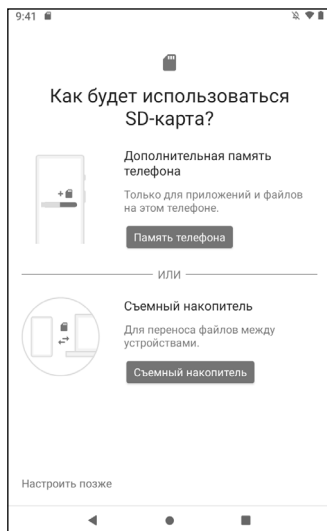 9:41
Как будет использоваться
SD-карта?
Дополнительная память
телефона
Только для приложений и файлов
на этом телефоне.
Память телефона
ИЛИ
Съемный накопитель
Для переноса файлов между
устройствами.
Съемный накопитель
Настроить позже